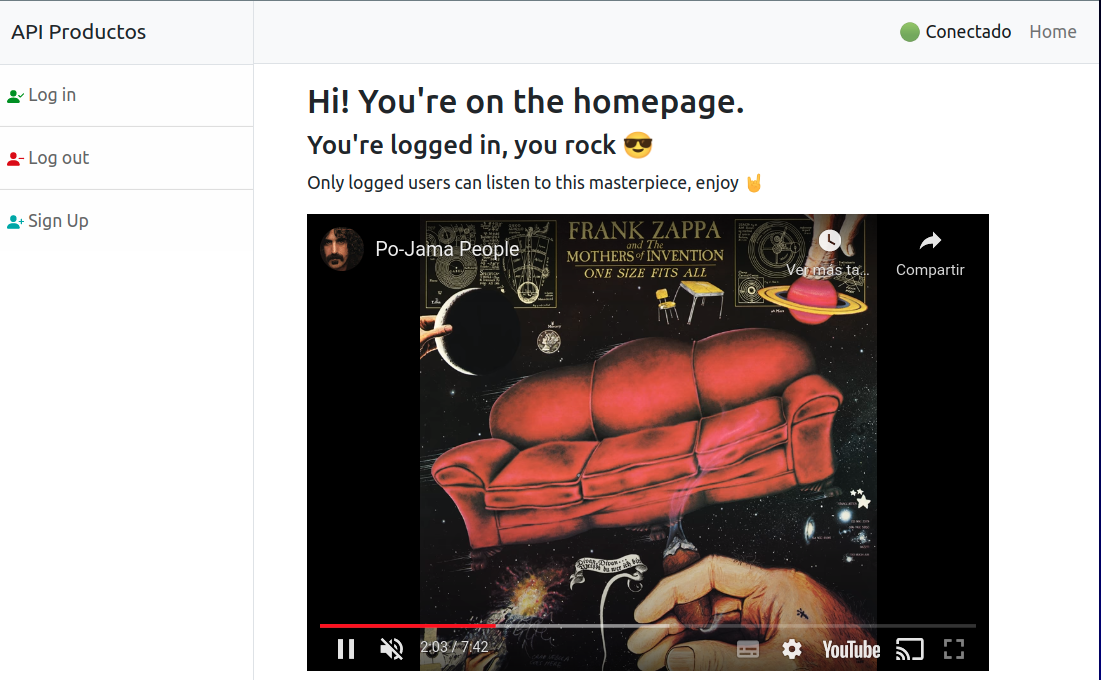 API Productos
🟢 Conectado Home
Log in
Log out
Sign Up
Hi! You're on the homepage.
You're logged in, you rock 😎
Only logged users can listen to this masterpiece, enjoy 🤘
Po-Jama People
FRANK ZAPPA
and The
MOTHERS of INVENTION
ONE SIZE FITS ALL
Ver más ta...
Compartir
2:03 / 7:42
YouTube